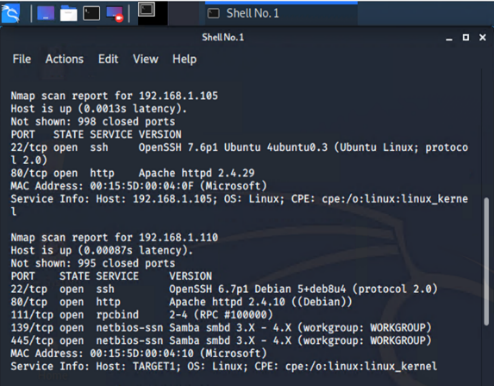 Shell No. 1
Shell No.1
File Actions Edit View Help
Nmap scan report for 192.168.1.105
Host is up (0.0013s latency).
Not shown: 998 closed ports
PORT   STATE SERVICE VERSION
22/tcp open  ssh     OpenSSH 7.6p1 Ubuntu 4ubuntu0.3 (Ubuntu Linux; protoco
l 2.0)
80/tcp open  http    Apache httpd 2.4.29
MAC Address: 00:15:5D:00:04:0F (Microsoft)
Service Info: Host: 192.168.1.105; OS: Linux; CPE: cpe:/o:linux:linux_kerne
l
Nmap scan report for 192.168.1.110
Host is up (0.00087s latency).
Not shown: 995 closed ports
PORT    STATE SERVICE     VERSION
22/tcp  open  ssh         OpenSSH 6.7p1 Debian 5+deb8u4 (protocol 2.0)
80/tcp  open  http        Apache httpd 2.4.10 ((Debian))
111/tcp open  rpcbind     2-4 (RPC #100000)
139/tcp open  netbios-ssn Samba smbd 3.X - 4.X (workgroup: WORKGROUP)
445/tcp open  netbios-ssn Samba smbd 3.X - 4.X (workgroup: WORKGROUP)
MAC Address: 00:15:5D:00:04:10 (Microsoft)
Service Info: Host: TARGET1; OS: Linux; CPE: cpe:/o:linux:linux_kernel